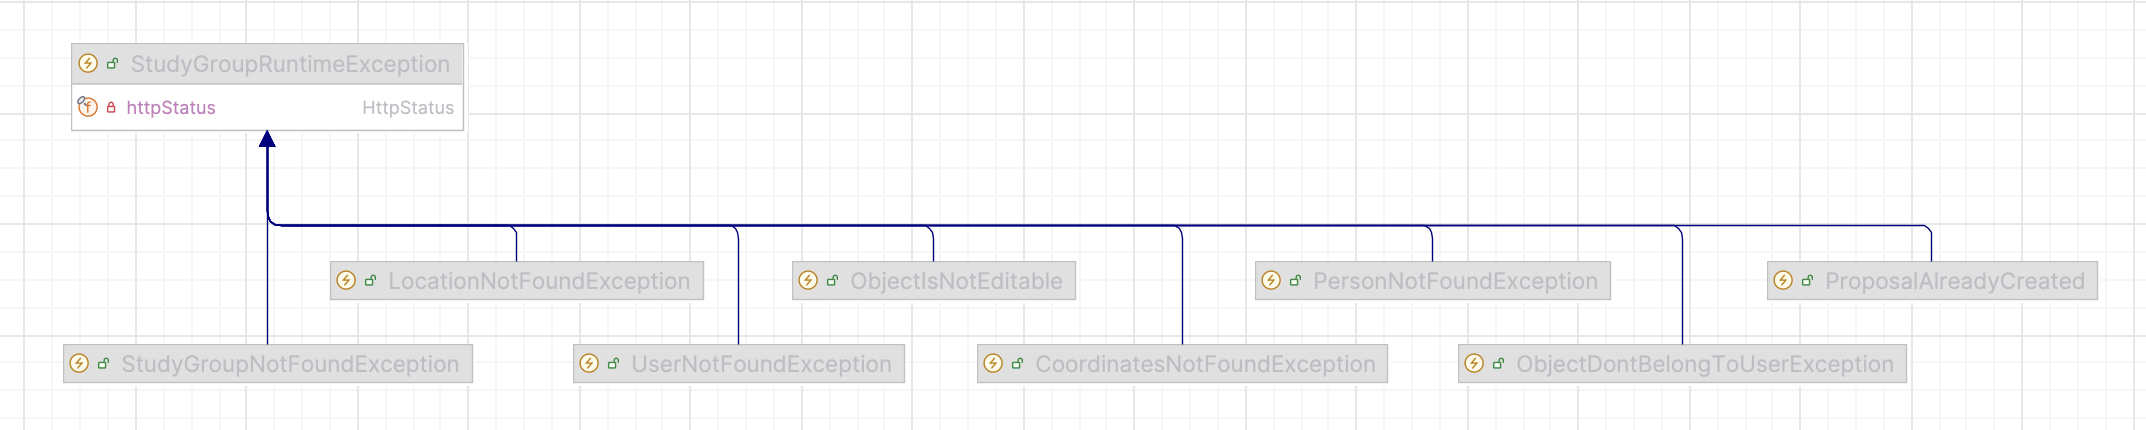 StudyGroupRuntimeException
httpStatus HttpStatus
LocationNotFoundException ObjectIsNotEditable PersonNotFoundException ProposalAlreadyCreated
StudyGroupNotFoundException UserNotFoundException CoordinatesNotFoundException ObjectDontBelongToUserException